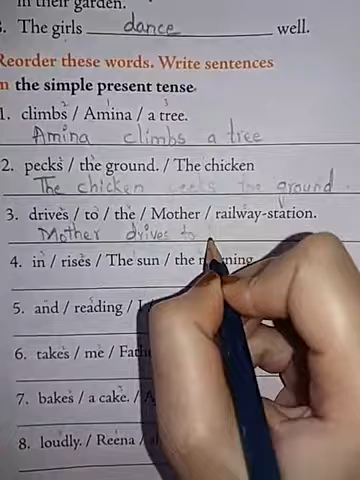 in their garden.
The girls dance well.
Reorder these words. Write sentences
in the simple present tense.
1. climbs / Amina / a tree.
Amina climbs a tree
2. pecks / the ground. / The chicken
The chicken the ground.
3. drives / to / the / Mother / railway-station.
Mother drives to
4. in / rises / The sun / the
5. and / reading /
6. takes / me /
7. bakes / a cake. /
8. loudly. / Reena /